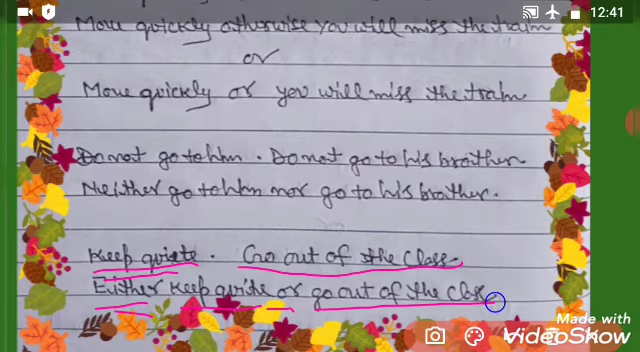 12:41
Move quickly otherwise you will miss the train
or
Move quickly or you will miss the train
Do not go to him. Do not go to his brother
Neither go to him nor go to his brother.
Keep quiete. Go out of the class.
Either keep quide or go out of the class
Made with
VideoShow